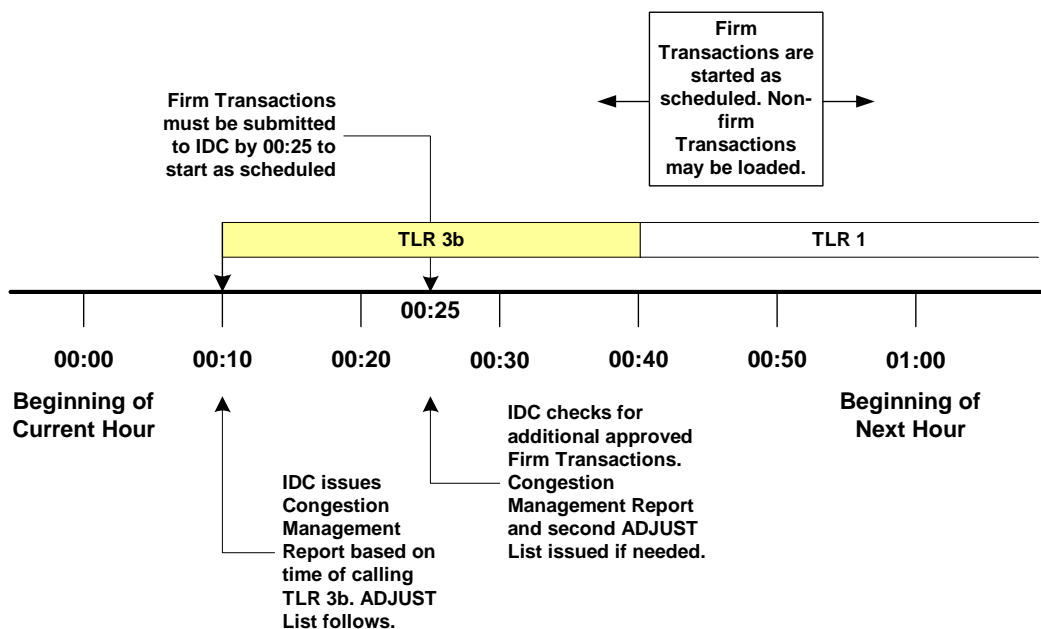 Firm
Transactions are
started as
scheduled. Non-
firm
Transactions
may be loaded.
Firm Transactions
must be submitted
to IDC by 00:25 to
start as scheduled
TLR 3b
TLR 1
00:25
00:00
00:10
00:20
00:30
00:40
00:50
01:00
Beginning of
Current Hour
Beginning of
Next Hour
IDC issues
Congestion
Management
Report based on
time of calling
TLR 3b. ADJUST
List follows.
IDC checks for
additional approved
Firm Transactions.
Congestion
Management Report
and second ADJUST
List issued if needed.